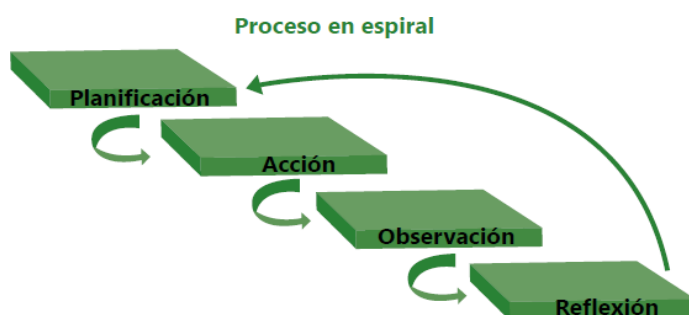 Proceso en espiral
Planificación
Acción
Observación
Reflexión